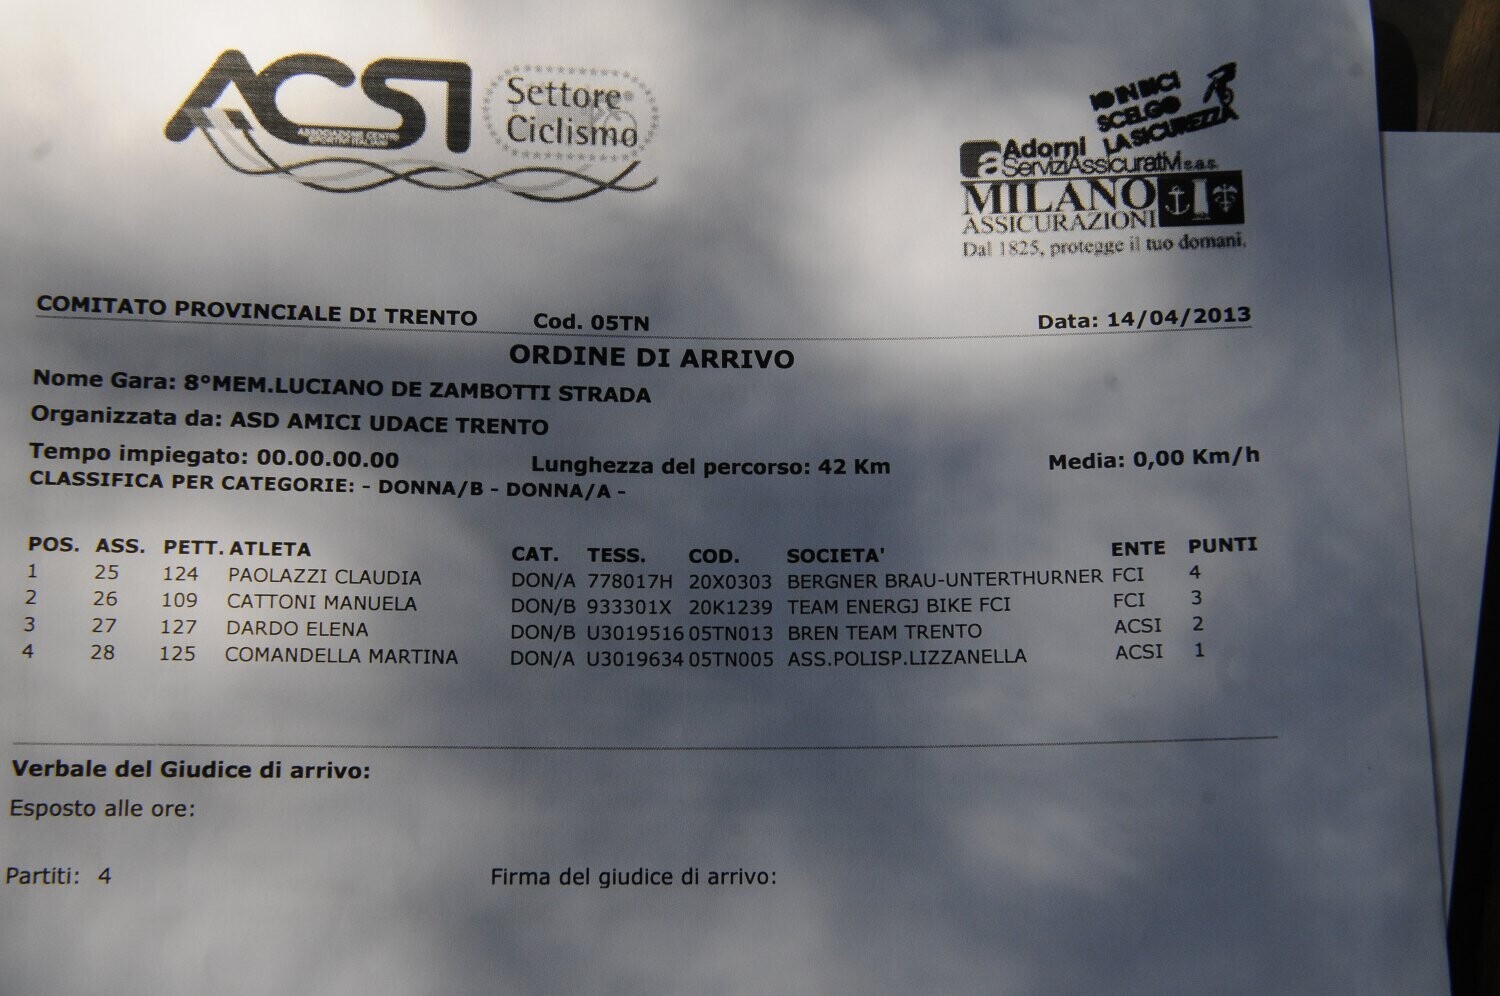 ACSI
ASSOCIAZIONE CENTRI
SPORTIVI ITALIANI
Settore
Ciclismo
IO IN BICI
SCELGO
LA SICUREZZA
Adorni
ServiziAssicurativi s.a.s.
MILANO
ASSICURAZIONI
Dal 1825, protegge il tuo domani.
COMITATO PROVINCIALE DI TRENTO Cod. 05TN Data: 14/04/2013
ORDINE DI ARRIVO
Nome Gara: 8°MEM.LUCIANO DE ZAMBOTTI STRADA
Organizzata da: ASD AMICI UDACE TRENTO
Tempo impiegato: 00.00.00.00 Lunghezza del percorso: 42 Km Media: 0,00 Km/h
CLASSIFICA PER CATEGORIE: - DONNA/B - DONNA/A -
POS. ASS. PETT. ATLETA CAT. TESS. COD. SOCIETA' ENTE PUNTI
1 25 124 PAOLAZZI CLAUDIA DON/A 778017H 20X0303 BERGNER BRAU-UNTERTHURNER FCI 4
2 26 109 CATTONI MANUELA DON/B 933301X 20K1239 TEAM ENERGJ BIKE FCI FCI 3
3 27 127 DARDO ELENA DON/B U3019516 05TN013 BREN TEAM TRENTO ACSI 2
4 28 125 COMANDELLA MARTINA DON/A U3019634 05TN005 ASS.POLISP.LIZZANELLA ACSI 1
Verbale del Giudice di arrivo:
Esposto alle ore:
Partiti: 4 Firma del giudice di arrivo: